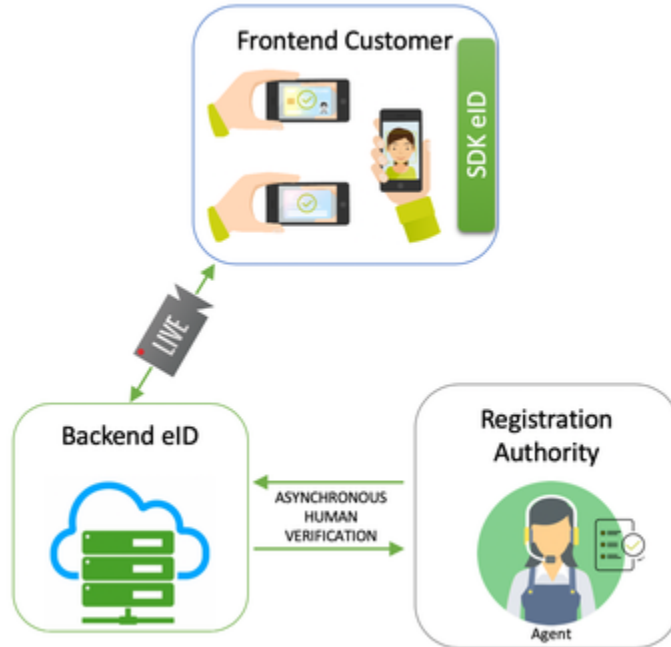 Frontend Customer
SDK eID
LIVE
Backend eID
Registration
Authority
ASYNCHRONOUS
HUMAN
VERIFICATION
Agent